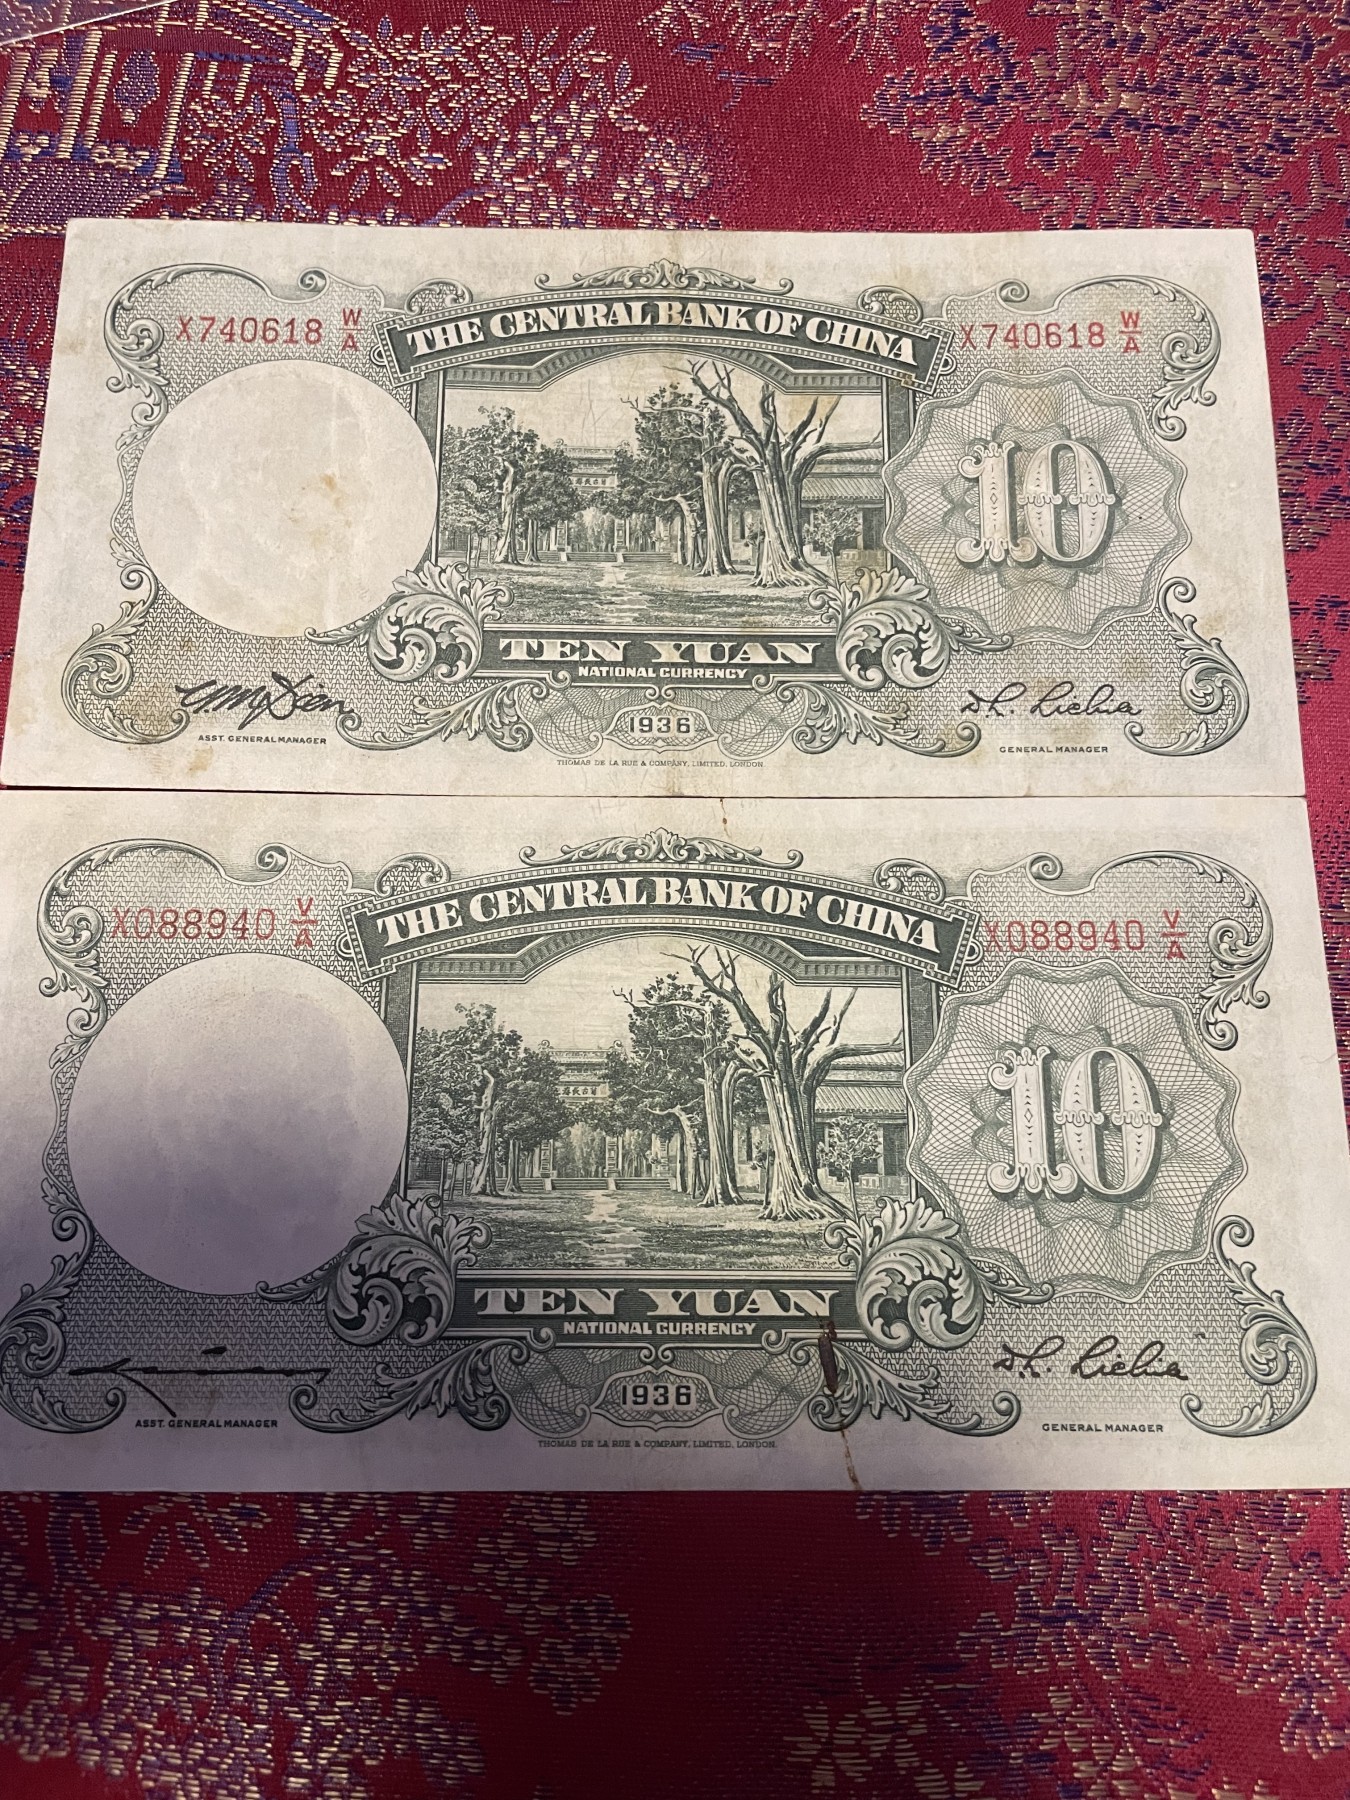 X740618 W/A
THE CENTRAL BANK OF CHINA
X740618 W/A
10
TEN YUAN
NATIONAL CURRENCY
1936
ASST. GENERAL MANAGER
GENERAL MANAGER
THOMAS DE LA RUE & COMPANY, LIMITED, LONDON.
X088940 V/A
THE CENTRAL BANK OF CHINA
X088940 V/A
10
TEN YUAN
NATIONAL CURRENCY
1936
ASST. GENERAL MANAGER
GENERAL MANAGER
THOMAS DE LA RUE & COMPANY, LIMITED, LONDON.